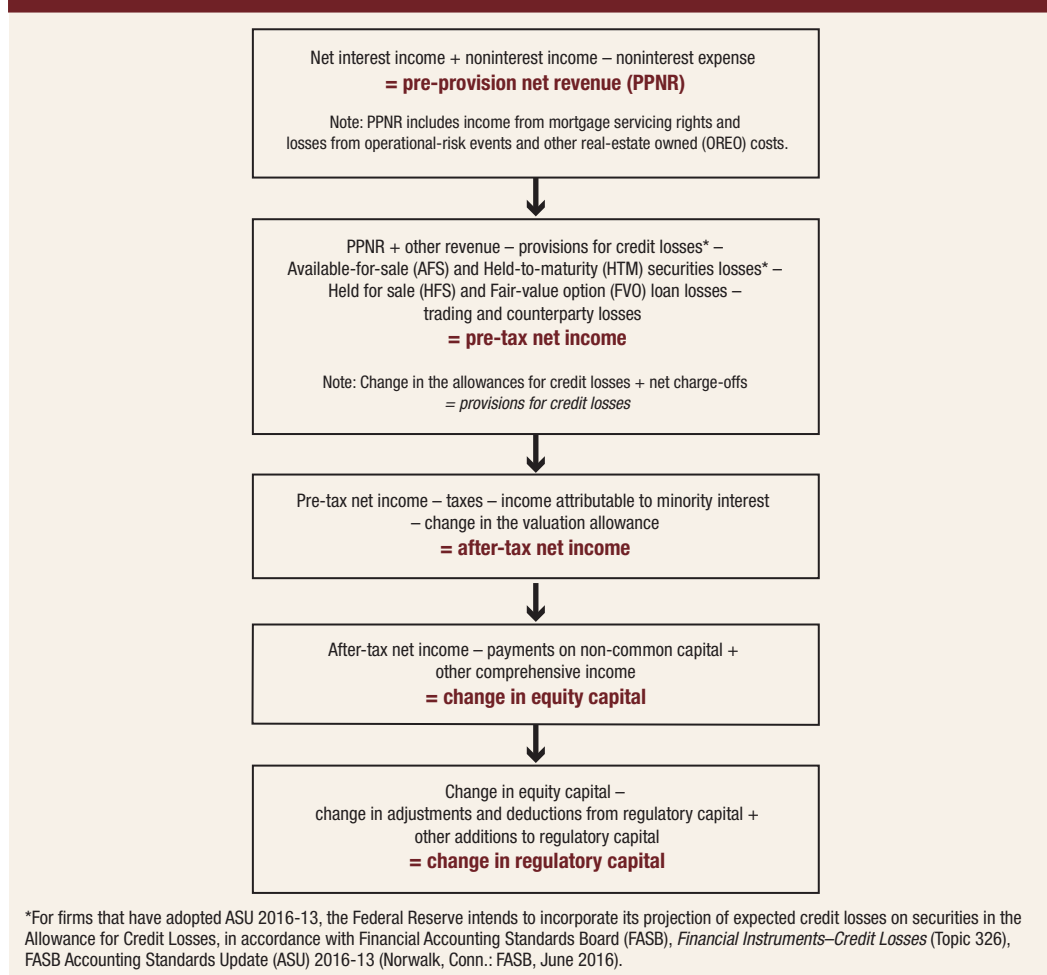 Net interest income + noninterest income – noninterest expense
= pre-provision net revenue (PPNR)
Note: PPNR includes income from mortgage servicing rights and
losses from operational-risk events and other real-estate owned (OREO) costs.
PPNR + other revenue – provisions for credit losses* –
Available-for-sale (AFS) and Held-to-maturity (HTM) securities losses* –
Held for sale (HFS) and Fair-value option (FVO) loan losses –
trading and counterparty losses
= pre-tax net income
Note: Change in the allowances for credit losses + net charge-offs
= provisions for credit losses
Pre-tax net income – taxes – income attributable to minority interest
– change in the valuation allowance
= after-tax net income
After-tax net income – payments on non-common capital +
other comprehensive income
= change in equity capital
Change in equity capital –
change in adjustments and deductions from regulatory capital +
other additions to regulatory capital
= change in regulatory capital
*For firms that have adopted ASU 2016-13, the Federal Reserve intends to incorporate its projection of expected credit losses on securities in the
Allowance for Credit Losses, in accordance with Financial Accounting Standards Board (FASB), Financial Instruments–Credit Losses (Topic 326),
FASB Accounting Standards Update (ASU) 2016-13 (Norwalk, Conn.: FASB, June 2016).